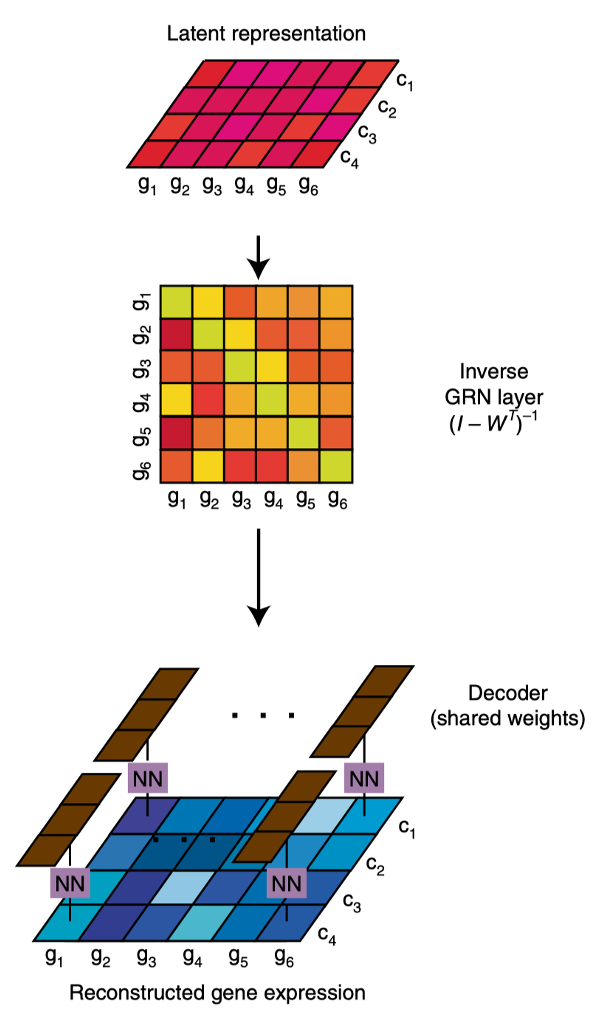 Latent representation
c1
c2
c3
c4
g1 g2 g3 g4 g5 g6
g1
g2
g3
g4
g5
g6
Inverse
GRN layer
(I – W^T)^–1
g1 g2 g3 g4 g5 g6
Decoder
(shared weights)
. . .
NN NN
. . .
c1
c2
NN NN
c3
c4
g1 g2 g3 g4 g5 g6
Reconstructed gene expression